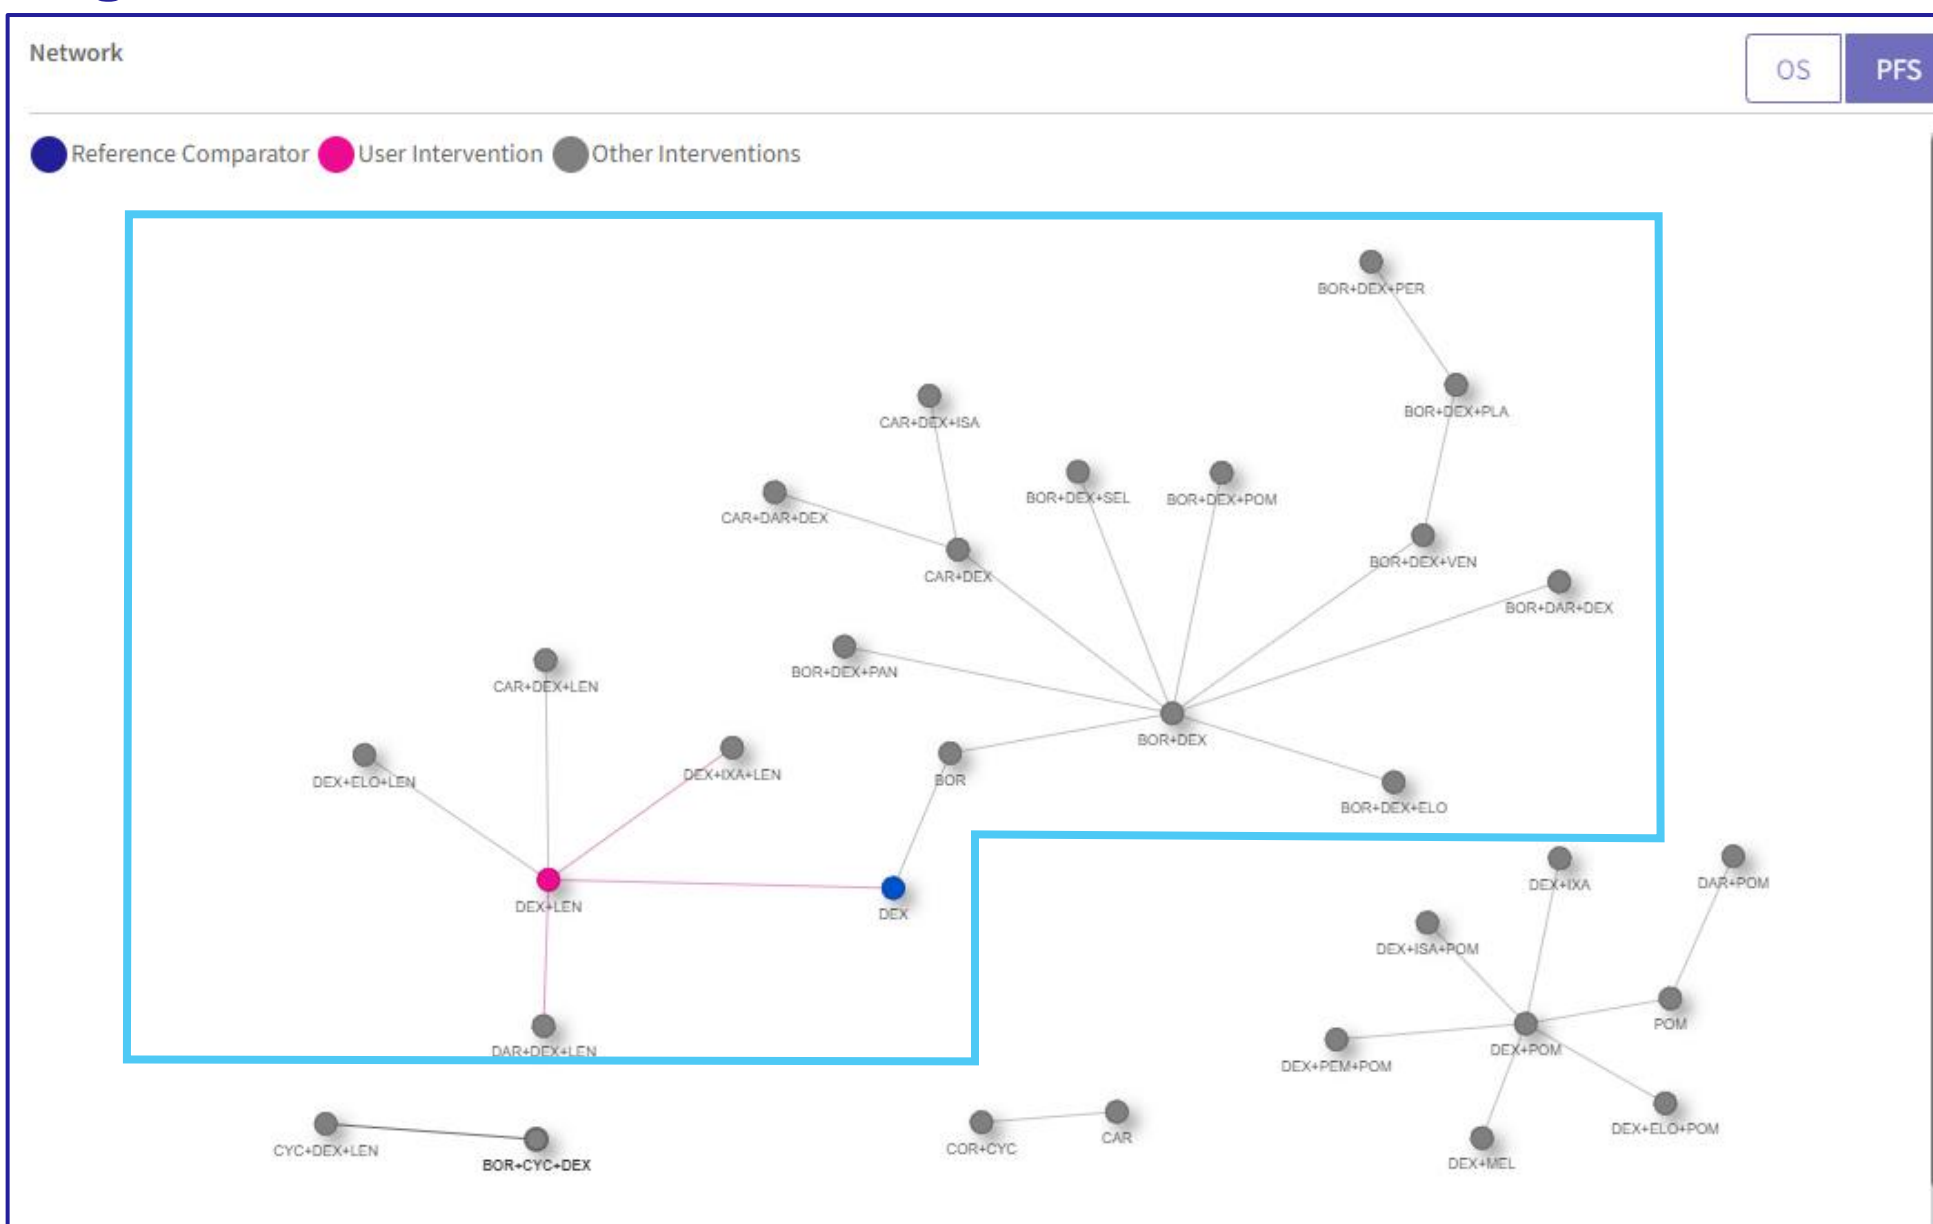 Network
OS
PFS
Reference Comparator
User Intervention
Other Interventions
BOR+DEX+PER
BOR+DEX+PLA
CAR+DEX+ISA
BOR+DEX+SEL
BOR+DEX+POM
CAR+DAR+DEX
BOR+DEX+VEN
CAR+DEX
BOR+DAR+DEX
BOR+DEX+PAN
CAR+DEX+LEN
BOR+DEX
DEX+IXA+LEN
BOR
DEX+ELO+LEN
BOR+DEX+ELO
DEX+LEN
DEX
DEX+IXA
DAR+POM
DEX+ISA+POM
POM
DEX+POM
DAR+DEX+LEN
DEX+PEM+POM
DEX+ELO+POM
CAR
COR+CYC
CYC+DEX+LEN
BOR+CYC+DEX
DEX+MEL